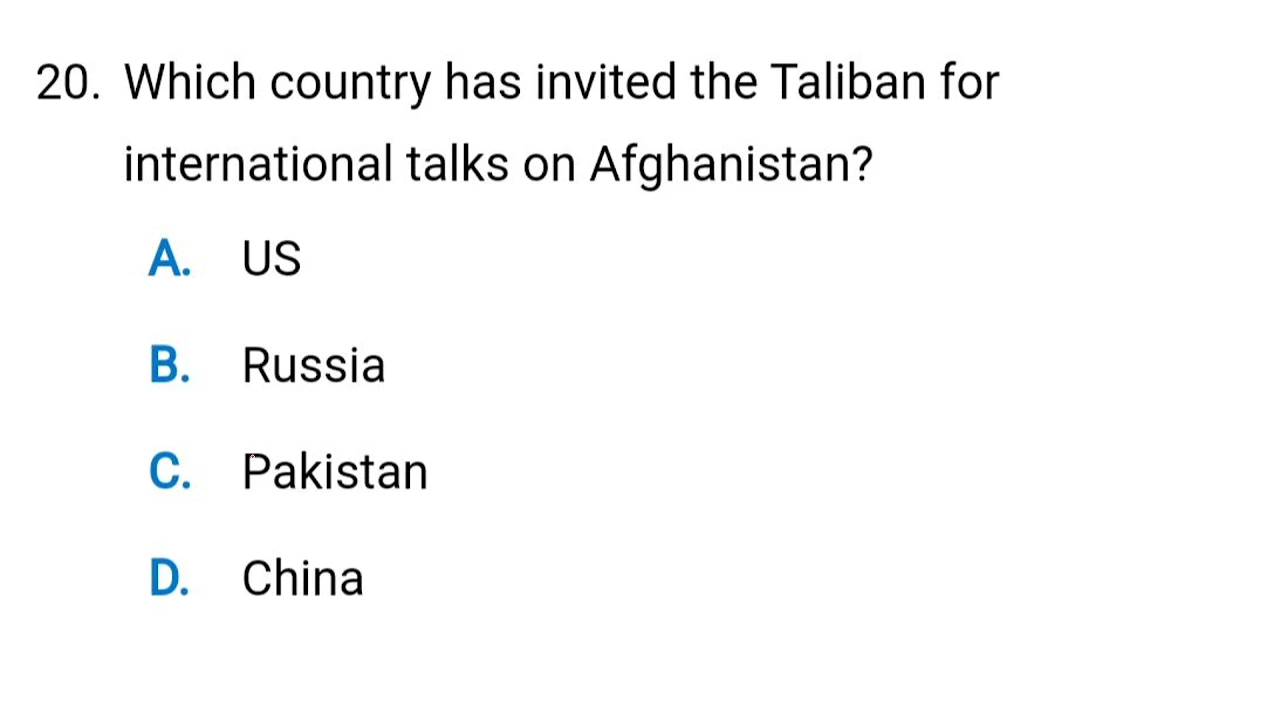 20. Which country has invited the Taliban for
international talks on Afghanistan?
A. US
B. Russia
C. Pakistan
D. China